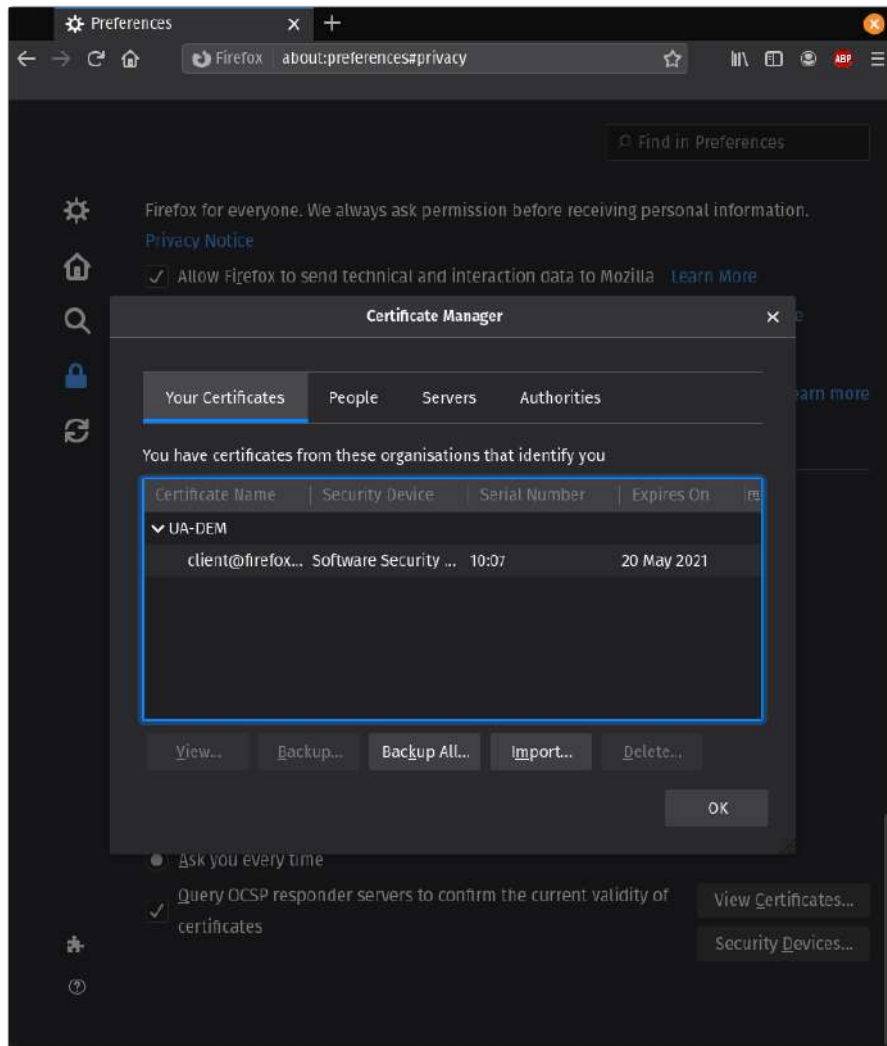 Preferences
Firefox about:preferences#privacy
ABP
Find in Preferences
Firefox for everyone. We always ask permission before receiving personal information.
Privacy Notice
Allow Firefox to send technical and interaction data to Mozilla Learn More
Certificate Manager
e
earn more
Your Certificates People Servers Authorities
You have certificates from these organisations that identify you
Certificate Name Security Device Serial Number Expires On
UA-DEM
client@firefox... Software Security ... 10:07 20 May 2021
View... Backup... Backup All... Import... Delete...
OK
Ask you every time
Query OCSP responder servers to confirm the current validity of
certificates
View Certificates...
Security Devices...